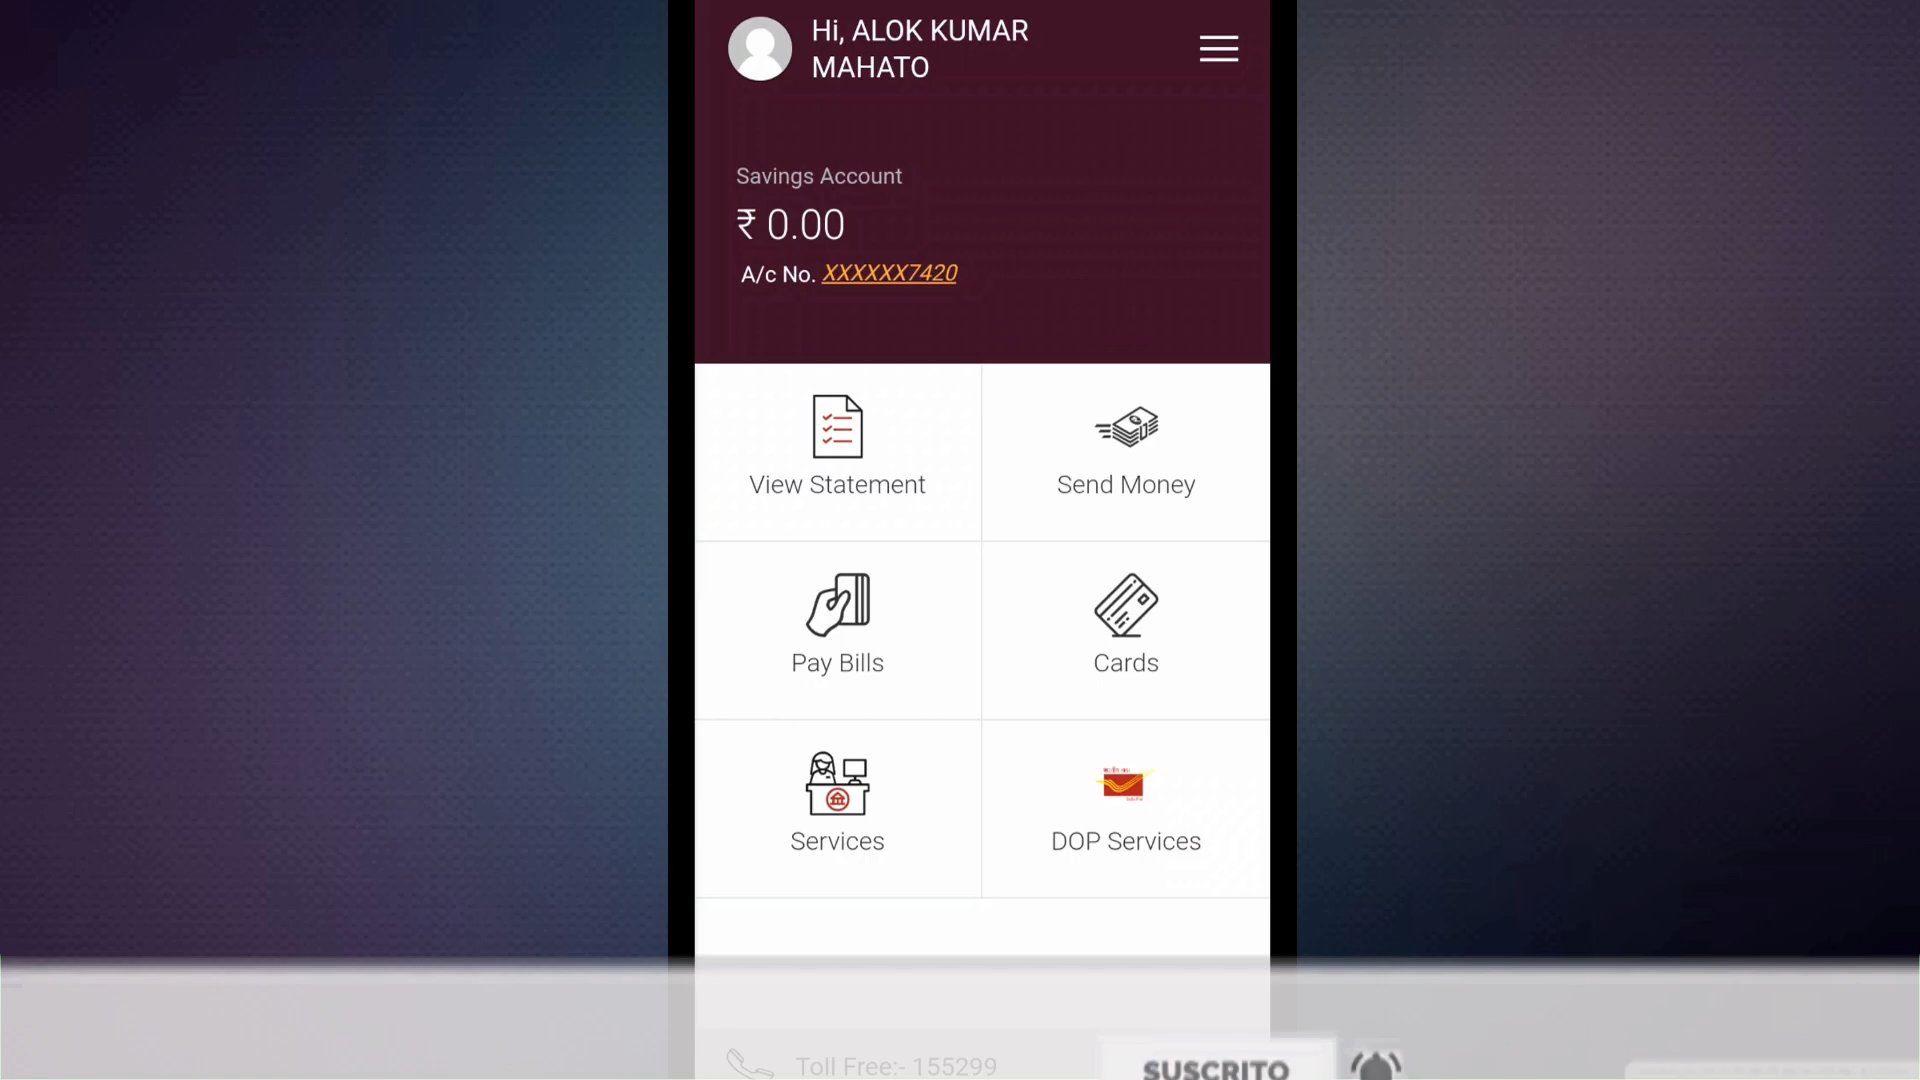 Hi, ALOK KUMAR
MAHATO
Savings Account
₹ 0.00
A/c No. XXXXXX7420
View Statement
Send Money
Pay Bills
Cards
Services
DOP Services
Toll Free:- 155299
SUSCRITO